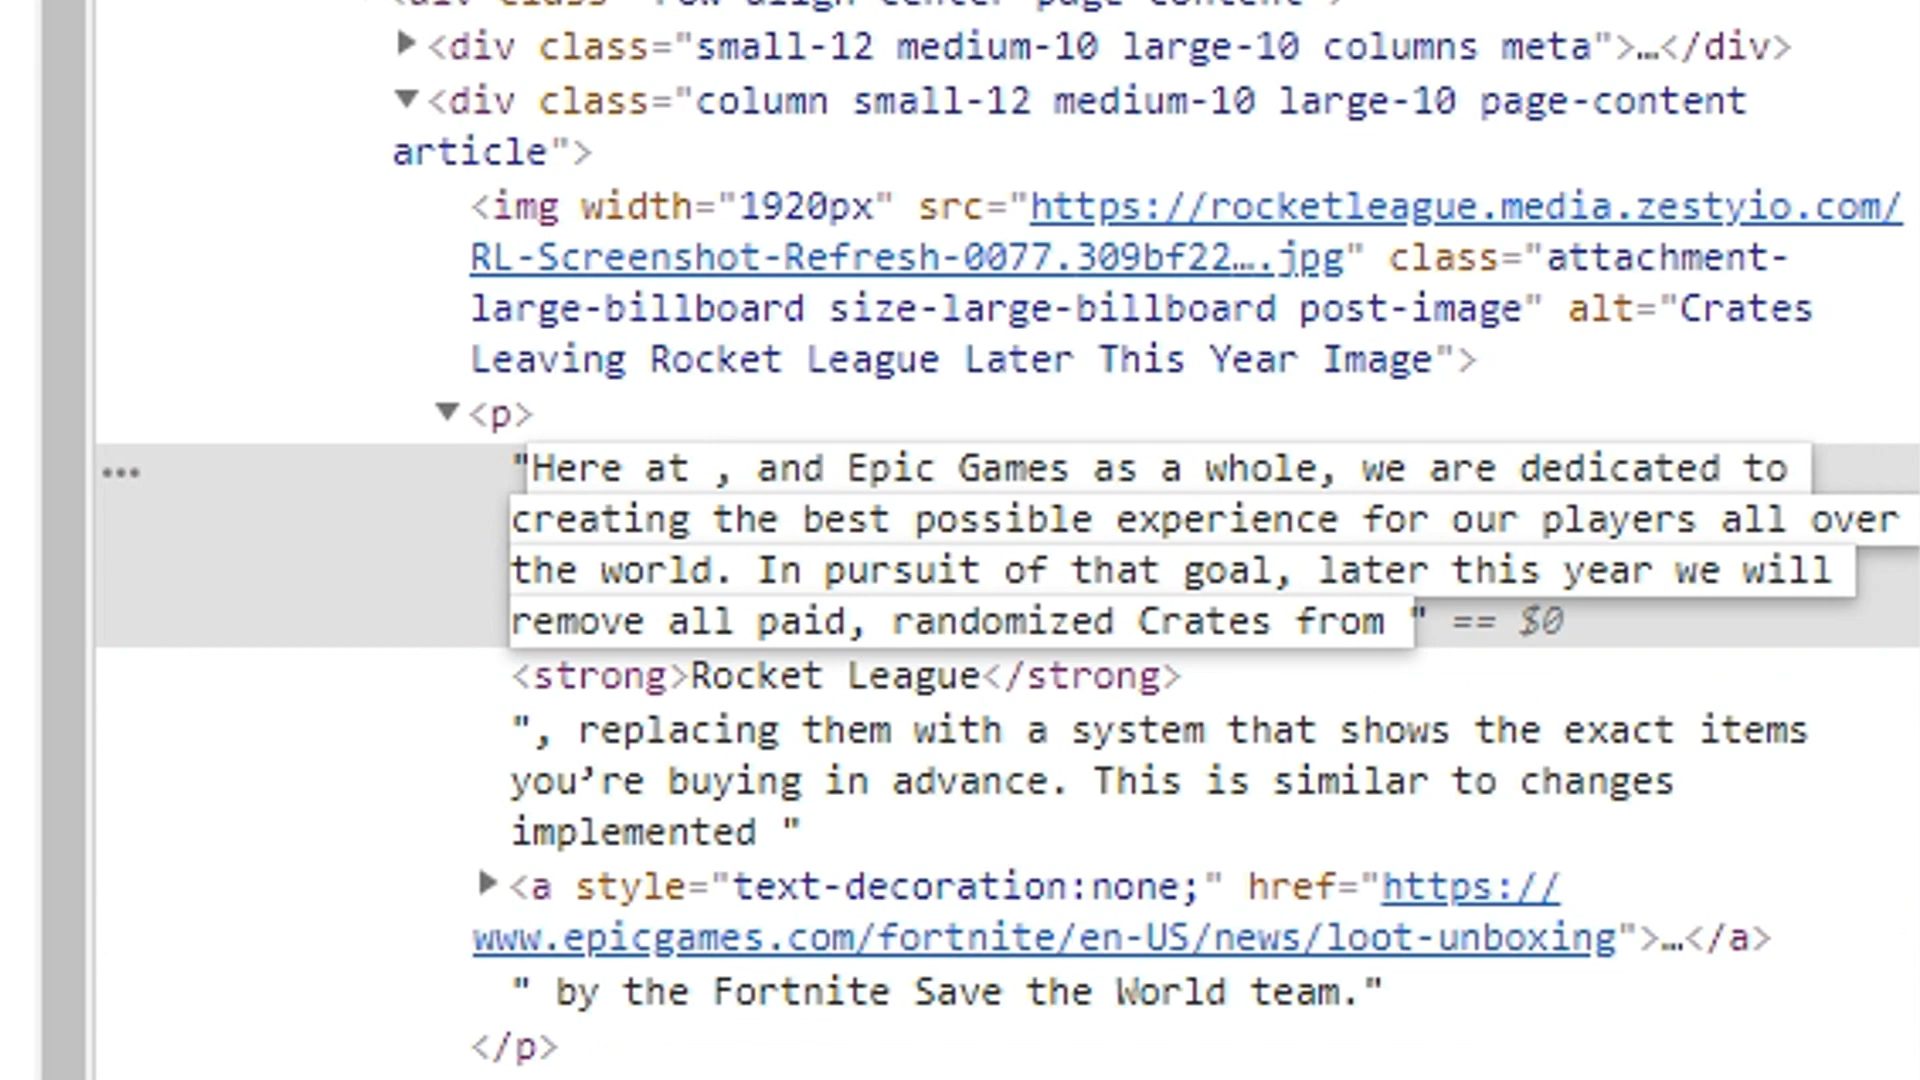 <div class="row align-center page-content">
<div class="small-12 medium-10 large-10 columns meta">…</div>
<div class="column small-12 medium-10 large-10 page-content
article">
<img width="1920px" src="https://rocketleague.media.zestyio.com/
RL-Screenshot-Refresh-0077.309bf22….jpg" class="attachment-
large-billboard size-large-billboard post-image" alt="Crates
Leaving Rocket League Later This Year Image">
<p>
"Here at , and Epic Games as a whole, we are dedicated to
creating the best possible experience for our players all over
the world. In pursuit of that goal, later this year we will
remove all paid, randomized Crates from " == $0
<strong>Rocket League</strong>
", replacing them with a system that shows the exact items
you’re buying in advance. This is similar to changes
implemented "
<a style="text-decoration:none;" href="https://
www.epicgames.com/fortnite/en-US/news/loot-unboxing">…</a>
" by the Fortnite Save the World team."
</p>